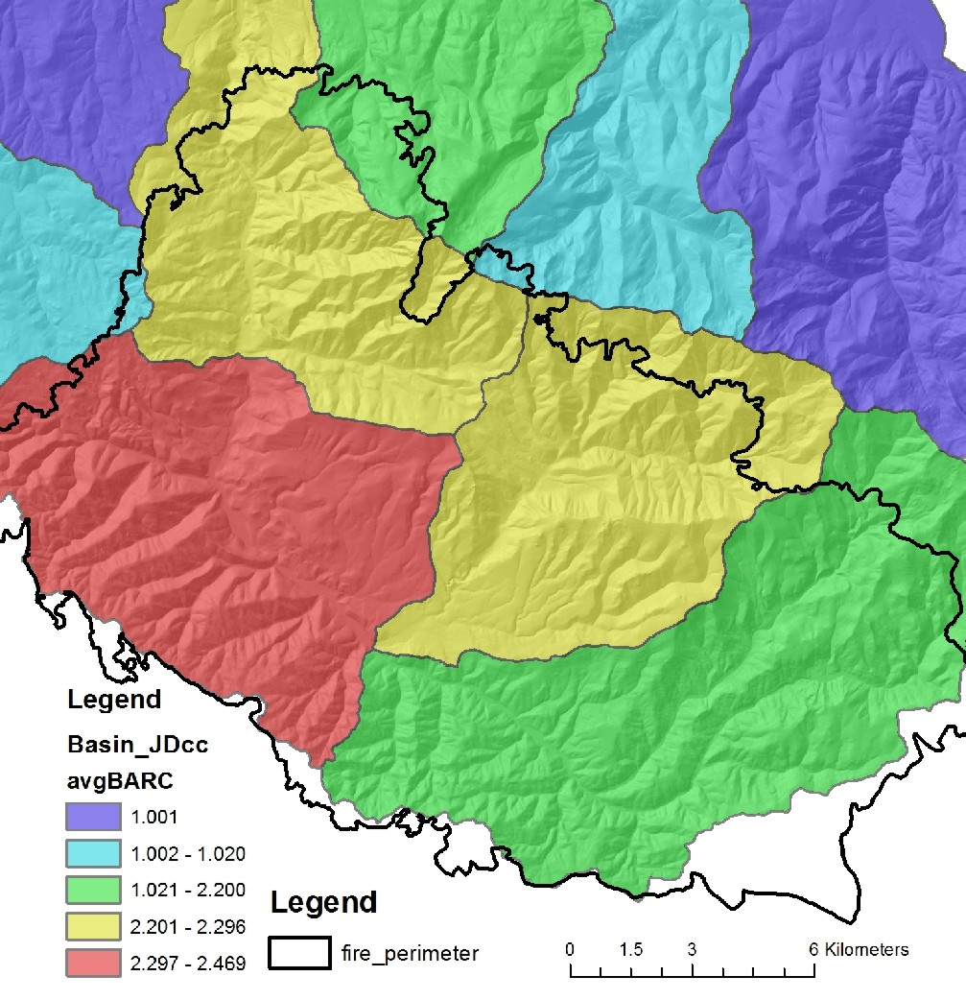 Legend
Basin_JDcc
avgBARC
1.001
1.002 - 1.020
1.021 - 2.200
2.201 - 2.296
2.297 - 2.469
Legend
fire_perimeter
0 1.5 3 6 Kilometers